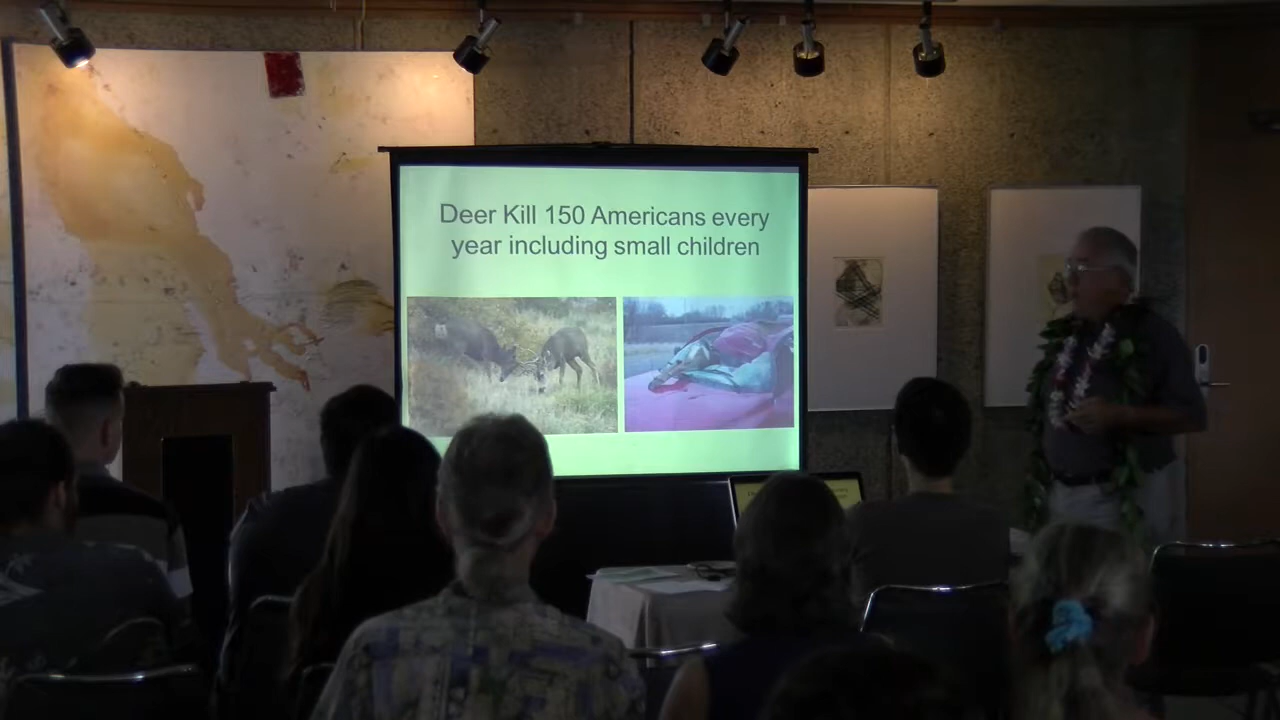 Deer Kill 150 Americans every
year including small children